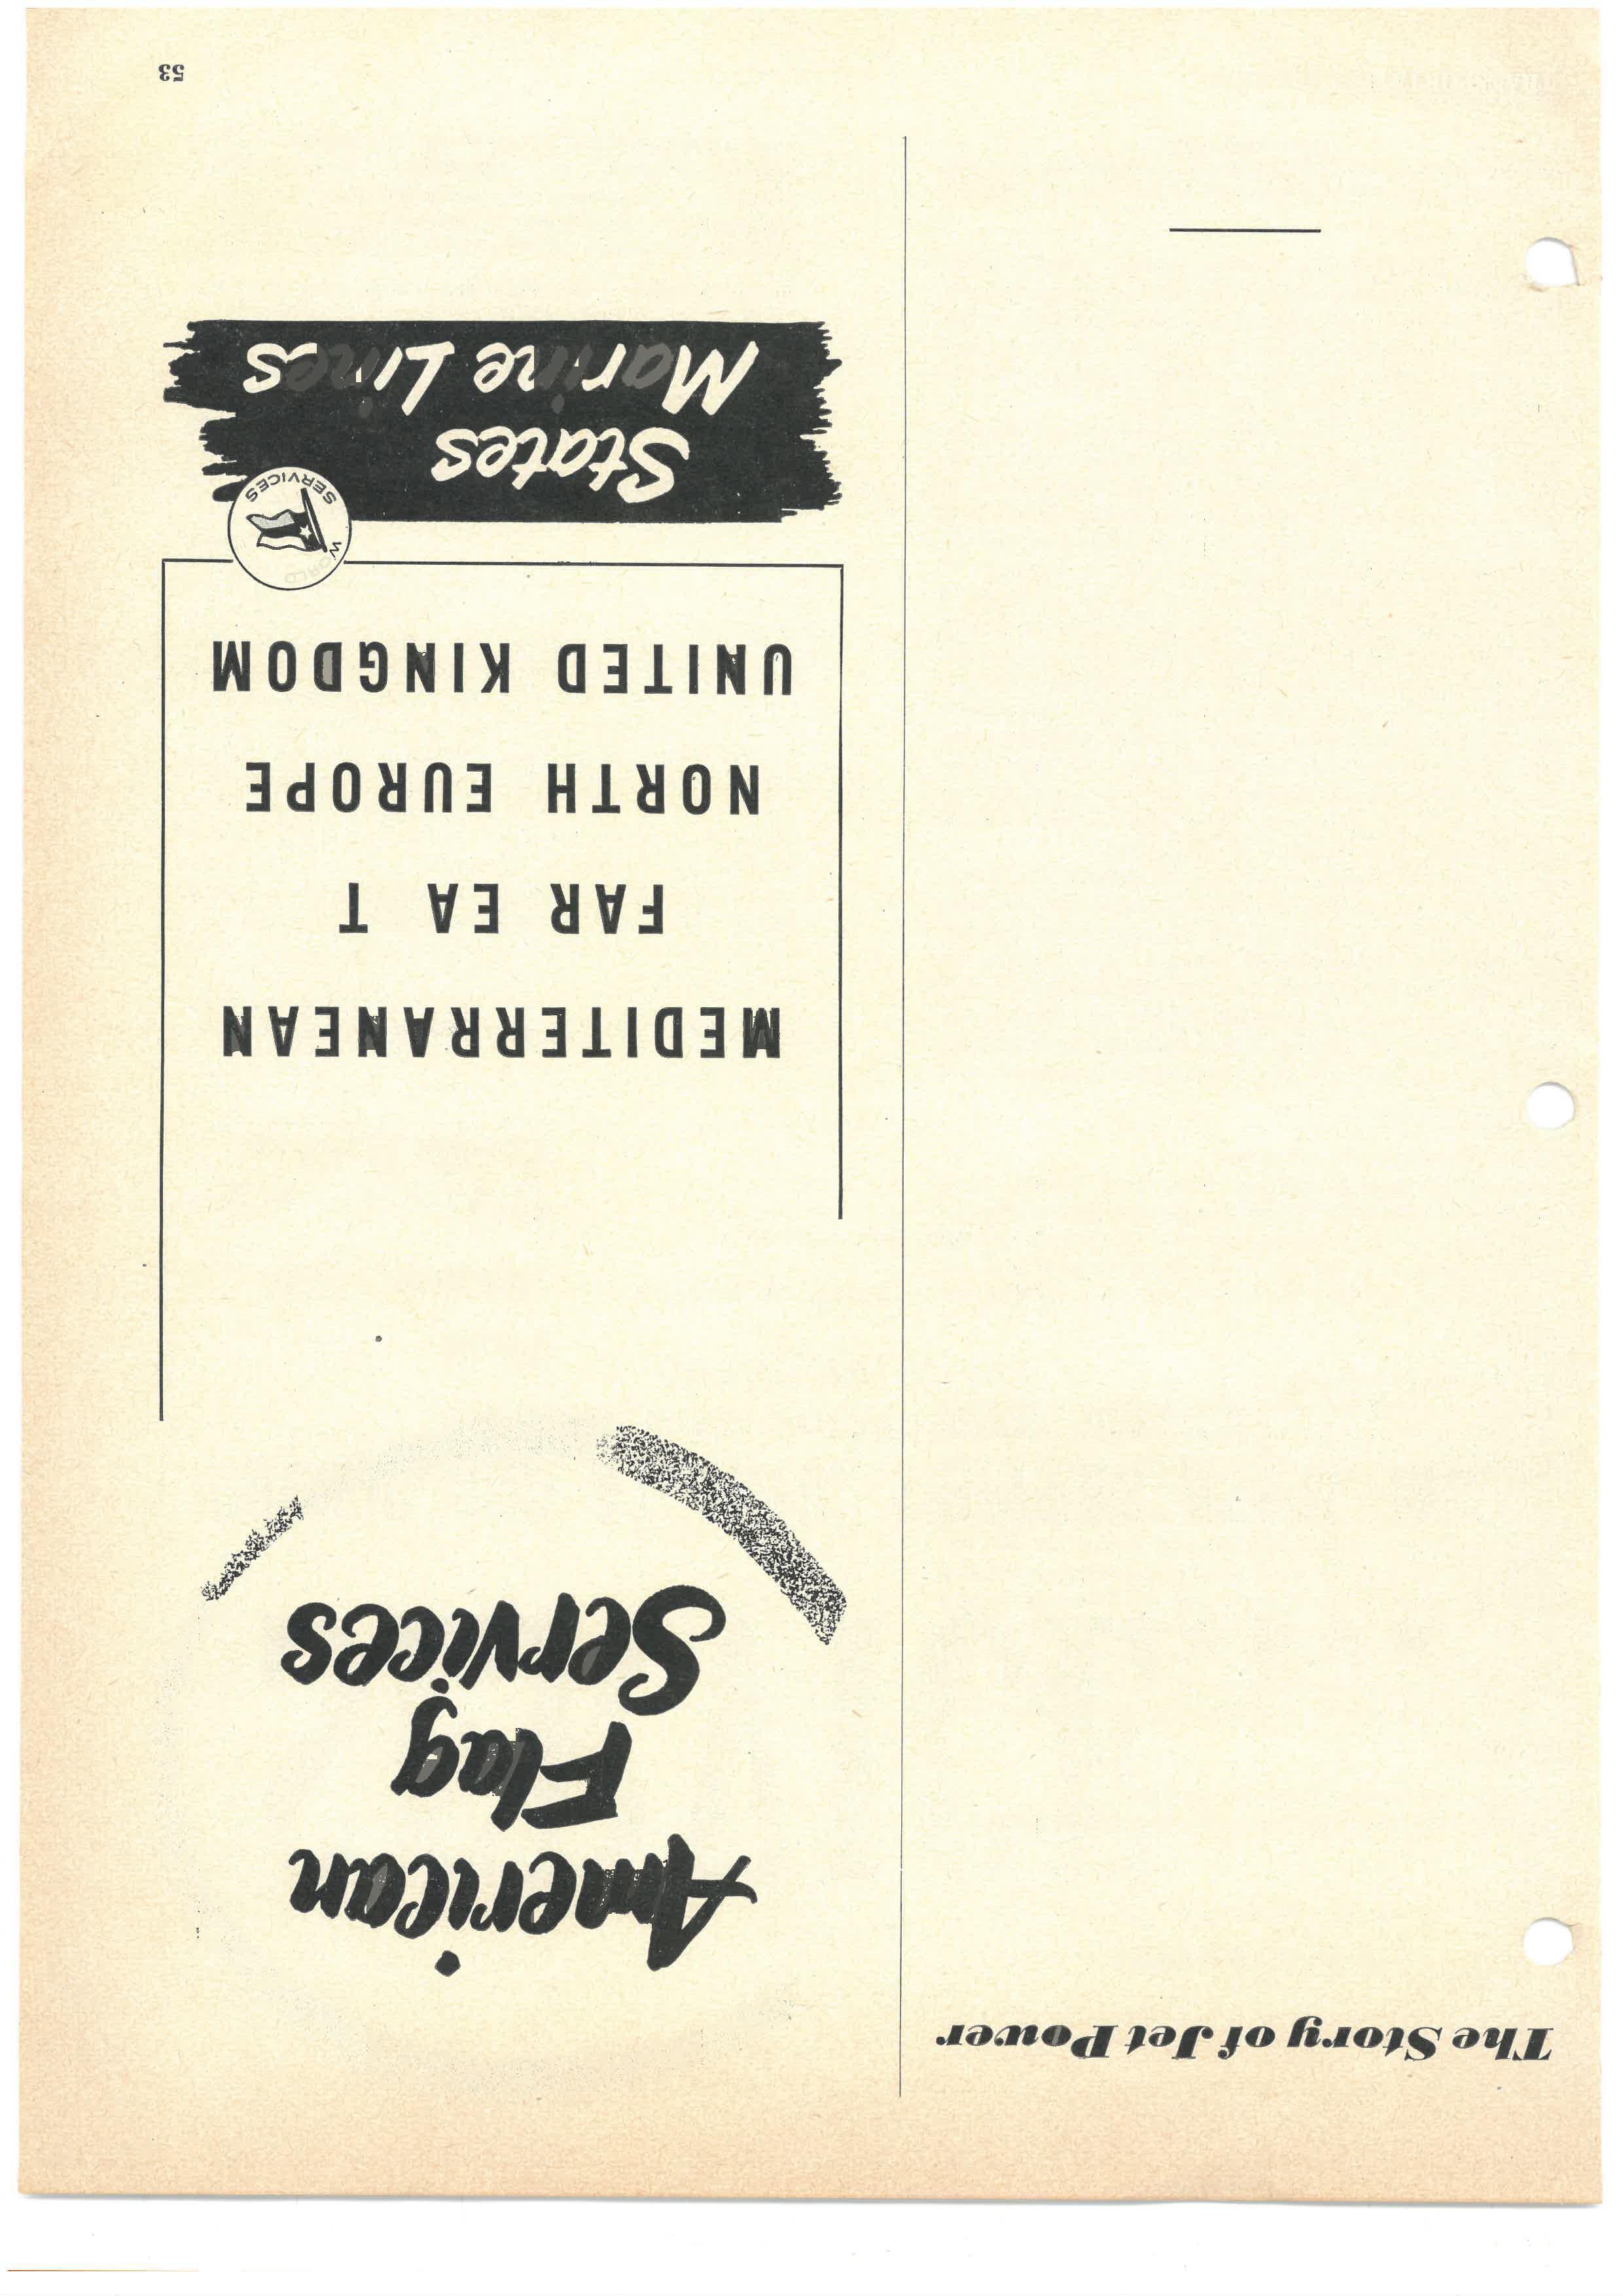 The Story of Jet Power
American
Flag
Services
MEDITERRANEAN
FAR EA T
NORTH EUROPE
UNITED KINGDOM
WORLD
SERVICES
States
Marine Lines
53